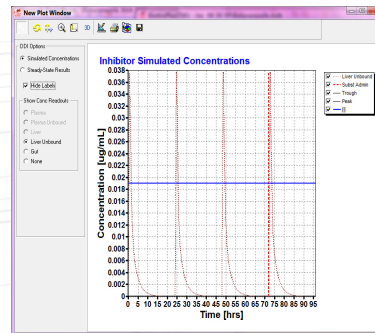 New Plot Window
3D
DDI Options
Simulated Concentrations
Steady-State Results
Hide Labels
Show Conc Readouts
Plasma
Plasma Unbound
Liver
Liver Unbound
Gut
None
Inhibitor Simulated Concentrations
Concentration [ug/mL]
0.038
0.036
0.034
0.032
0.03
0.028
0.026
0.024
0.022
0.02
0.018
0.016
0.014
0.012
0.01
0.008
0.006
0.004
0.002
0
0 5 10 15 20 25 30 35 40 45 50 55 60 65 70 75 80 85 90 95
Time [hrs]
Liver Unbound
Subst Admin
Trough
Peak
[I]